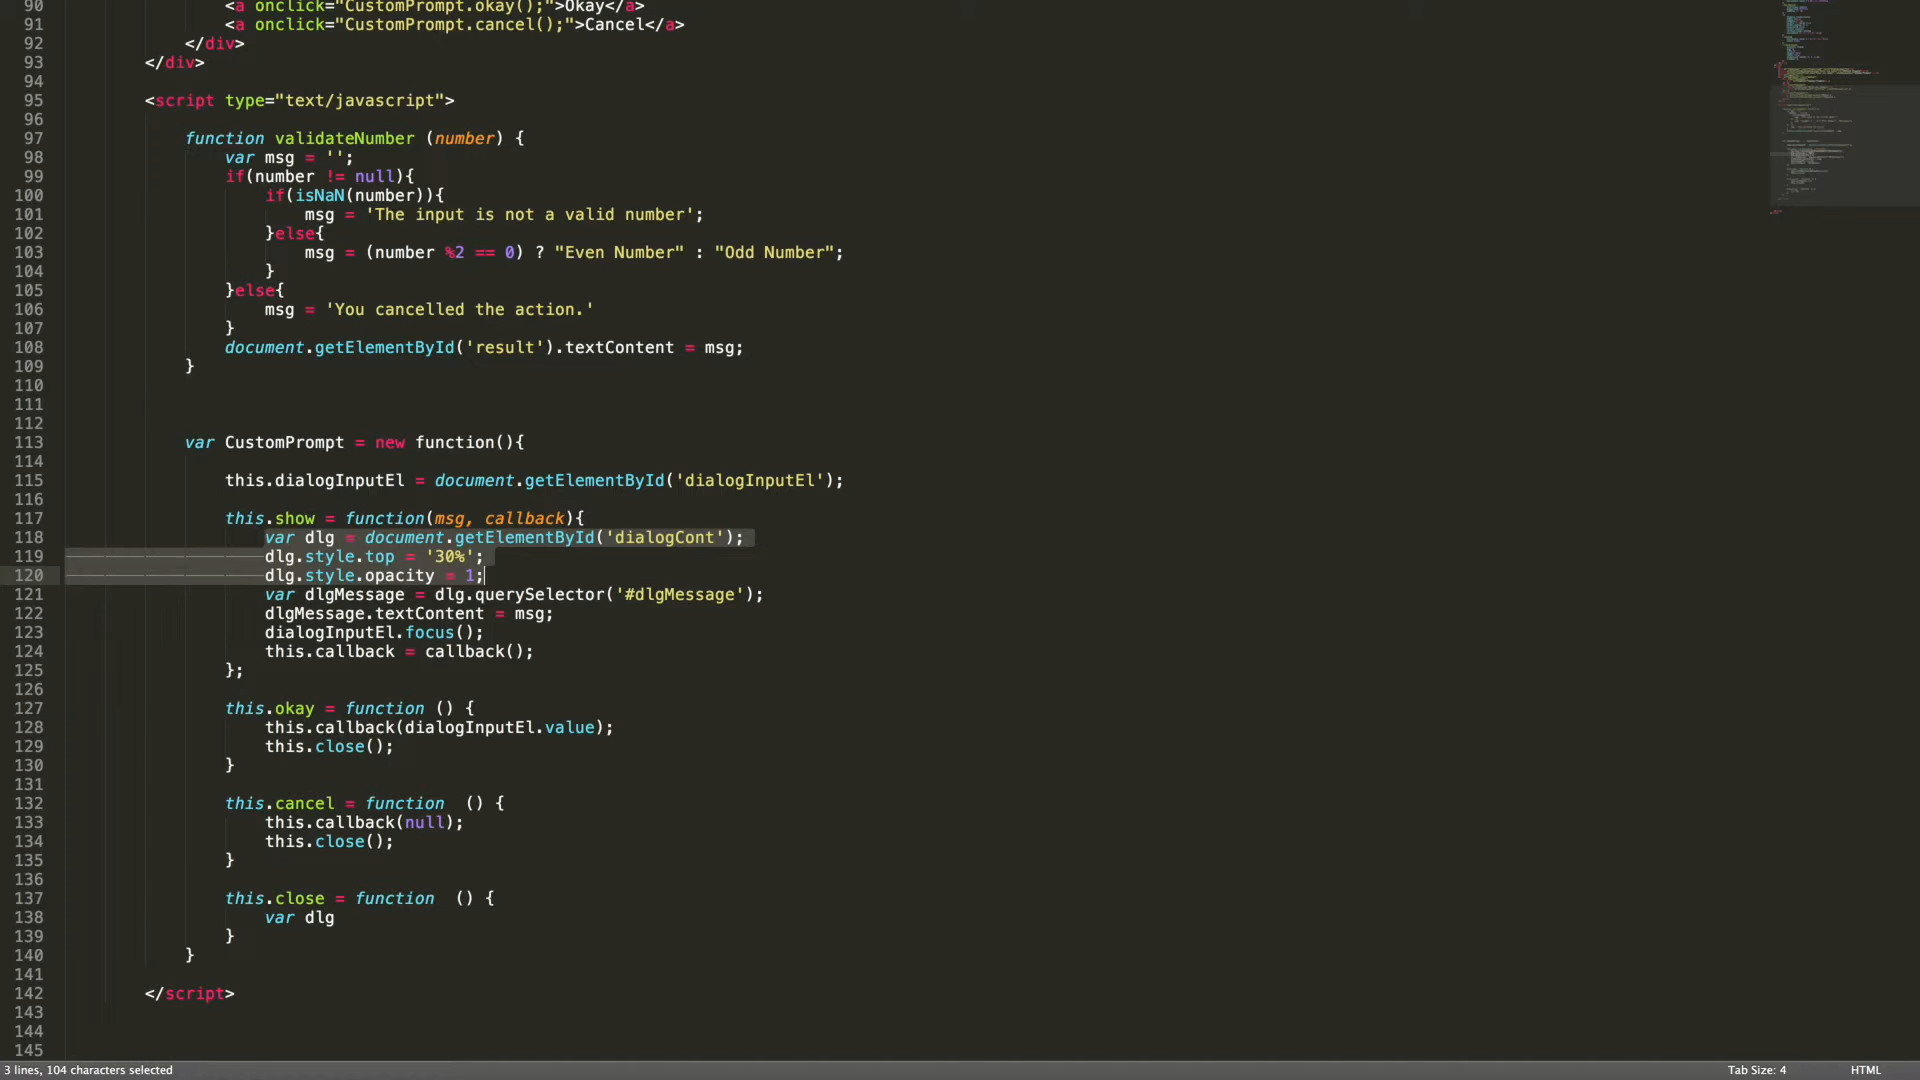 90 <a onclick="CustomPrompt.okay();">Okay</a>
91 <a onclick="CustomPrompt.cancel();">Cancel</a>
92 </div>
93 </div>
94
95 <script type="text/javascript">
96
97 function validateNumber (number) {
98 var msg = '';
99 if(number != null){
100 if(isNaN(number)){
101 msg = 'The input is not a valid number';
102 }else{
103 msg = (number %2 == 0) ? "Even Number" : "Odd Number";
104 }
105 }else{
106 msg = 'You cancelled the action.'
107 }
108 document.getElementById('result').textContent = msg;
109 }
110
111
112
113 var CustomPrompt = new function(){
114
115 this.dialogInputEl = document.getElementById('dialogInputEl');
116
117 this.show = function(msg, callback){
118 var dlg = document.getElementById('dialogCont');
119 dlg.style.top = '30%';
120 dlg.style.opacity = 1;
121 var dlgMessage = dlg.querySelector('#dlgMessage');
122 dlgMessage.textContent = msg;
123 dialogInputEl.focus();
124 this.callback = callback();
125 };
126
127 this.okay = function () {
128 this.callback(dialogInputEl.value);
129 this.close();
130 }
131
132 this.cancel = function  () {
133 this.callback(null);
134 this.close();
135 }
136
137 this.close = function  () {
138 var dlg
139 }
140 }
141
142 </script>
143
144
145
3 lines, 104 characters selected
Tab Size: 4
HTML